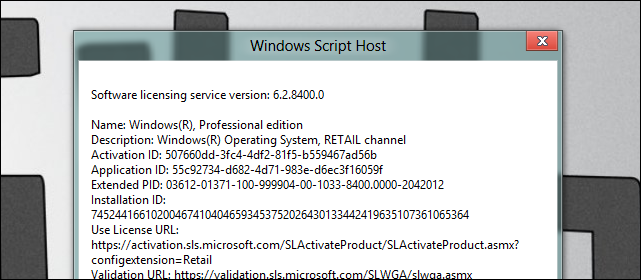 Windows Script Host
Software licensing service version: 6.2.8400.0
Name: Windows(R), Professional edition
Description: Windows(R) Operating System, RETAIL channel
Activation ID: 507660dd-3fc4-4df2-81f5-b559467ad56b
Application ID: 55c92734-d682-4d71-983e-d6ec3f16059f
Extended PID: 03612-01371-100-999904-00-1033-8400.0000-2042012
Installation ID:
745244166102004674104046593453752026430133442419635107361065364
Use License URL:
https://activation.sls.microsoft.com/SLActivateProduct/SLActivateProduct.asmx?
configextension=Retail
Validation URL: https://validation.sls.microsoft.com/SLWGA/slwga.asmx